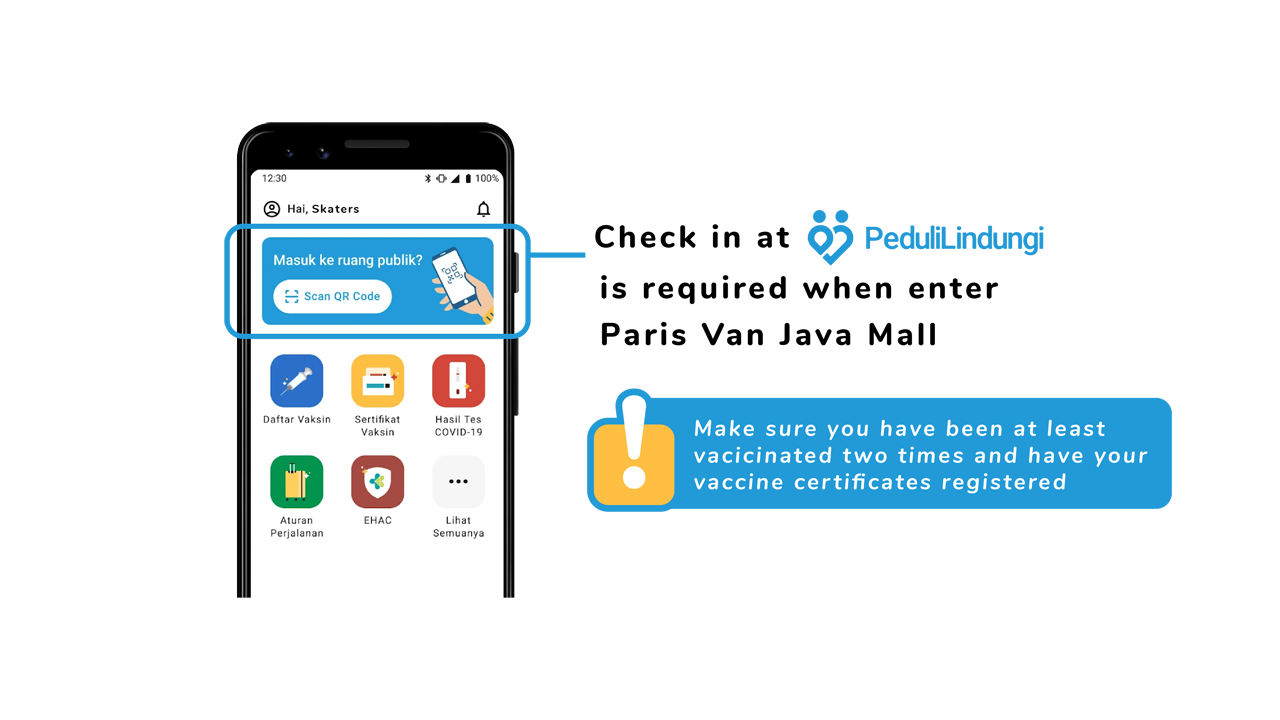 12:30
100%
Hai, Skaters
Masuk ke ruang publik?
Scan QR Code
Daftar Vaksin
Sertifikat
Vaksin
Hasil Tes
COVID-19
Aturan
Perjalanan
EHAC
Lihat
Semuanya
Check in at PeduliLindungi
is required when enter
Paris Van Java Mall
Make sure you have been at least
vacicinated two times and have your
vaccine certificates registered